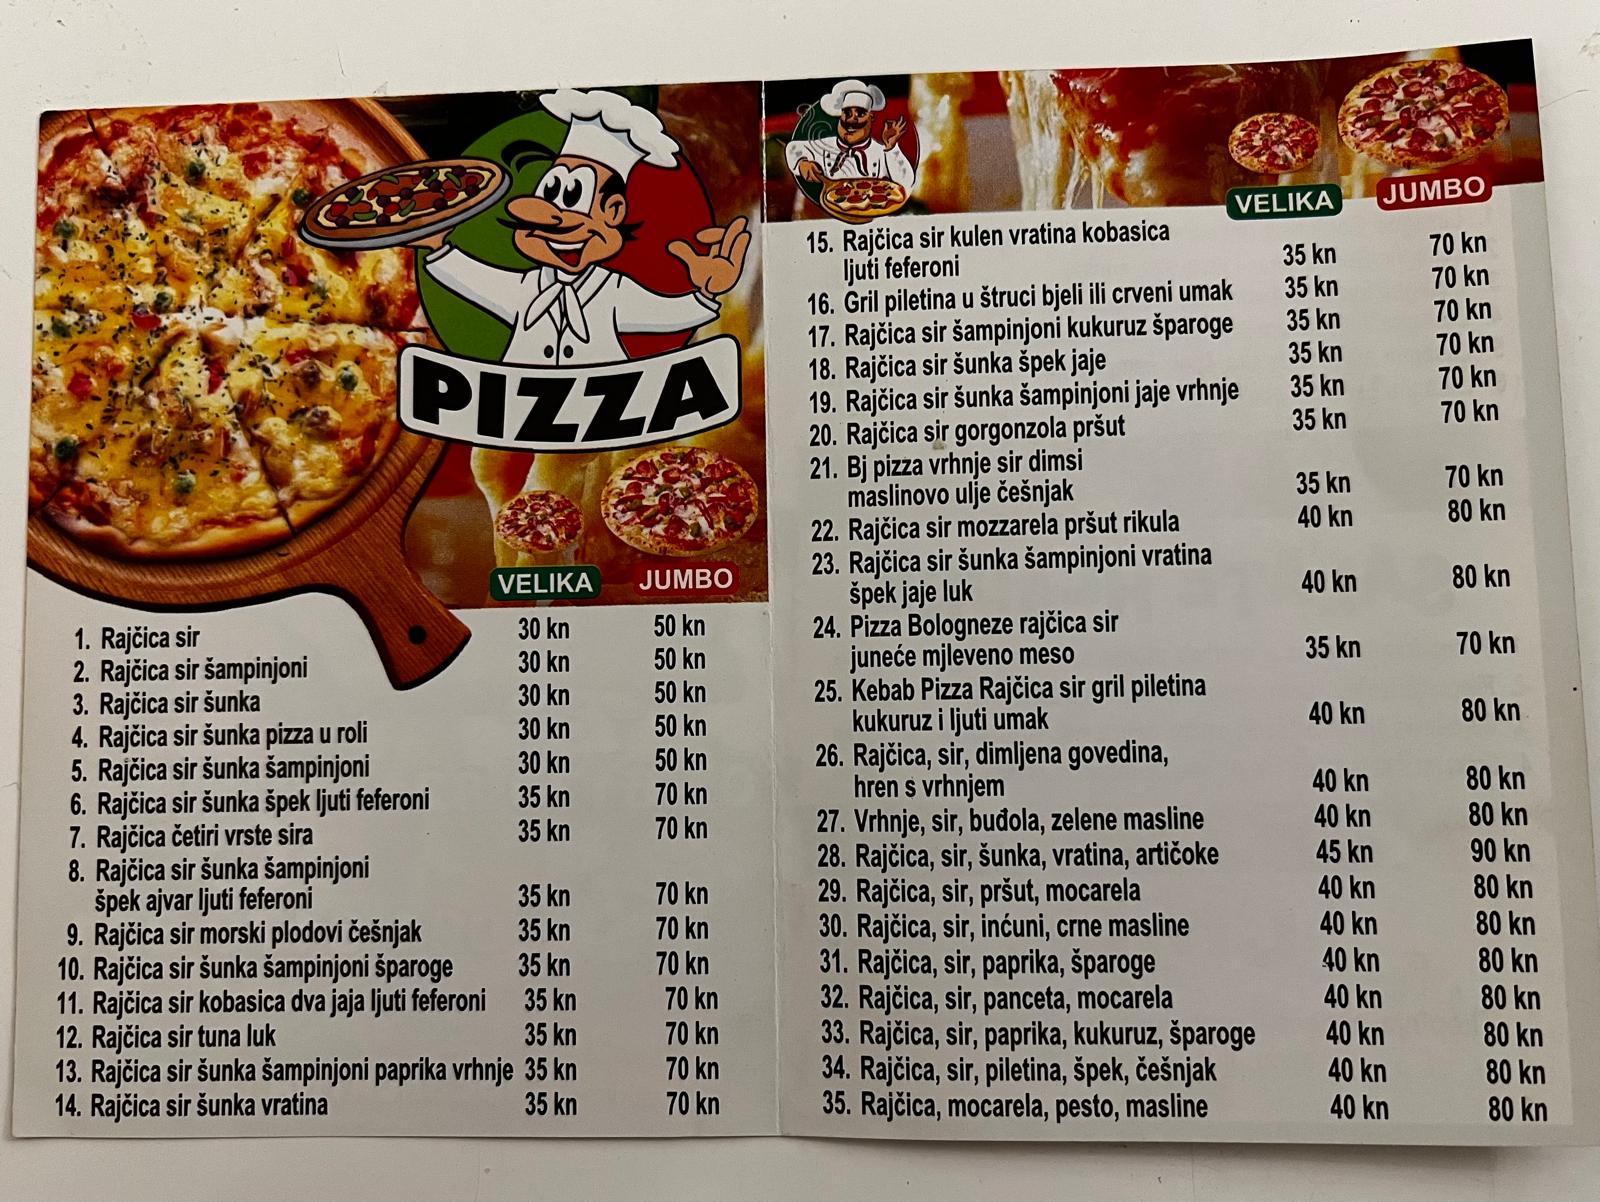 PIZZA
VELIKA JUMBO
1. Rajčica sir 30 kn 50 kn
2. Rajčica sir šampinjoni 30 kn 50 kn
3. Rajčica sir šunka 30 kn 50 kn
4. Rajčica sir šunka pizza u roli 30 kn 50 kn
5. Rajčica sir šunka šampinjoni 30 kn 50 kn
6. Rajčica sir šunka špek ljuti feferoni 35 kn 70 kn
7. Rajčica četiri vrste sira 35 kn 70 kn
8. Rajčica sir šunka šampinjoni
špek ajvar ljuti feferoni 35 kn 70 kn
9. Rajčica sir morski plodovi češnjak 35 kn 70 kn
10. Rajčica sir šunka šampinjoni šparoge 35 kn 70 kn
11. Rajčica sir kobasica dva jaja ljuti feferoni 35 kn 70 kn
12. Rajčica sir tuna luk 35 kn 70 kn
13. Rajčica sir šunka šampinjoni paprika vrhnje 35 kn 70 kn
14. Rajčica sir šunka vratina 35 kn 70 kn
VELIKA JUMBO
15. Rajčica sir kulen vratina kobasica
ljuti feferoni 35 kn 70 kn
16. Gril piletina u štruci bjeli ili crveni umak 35 kn 70 kn
17. Rajčica sir šampinjoni kukuruz šparoge 35 kn 70 kn
18. Rajčica sir šunka špek jaje 35 kn 70 kn
19. Rajčica sir šunka šampinjoni jaje vrhnje 35 kn 70 kn
20. Rajčica sir gorgonzola pršut 35 kn 70 kn
21. Bj pizza vrhnje sir dimsi
maslinovo ulje češnjak 35 kn 70 kn
22. Rajčica sir mozzarela pršut rikula 40 kn 80 kn
23. Rajčica sir šunka šampinjoni vratina
špek jaje luk 40 kn 80 kn
24. Pizza Bologneze rajčica sir
juneće mjleveno meso 35 kn 70 kn
25. Kebab Pizza Rajčica sir gril piletina
kukuruz i ljuti umak 40 kn 80 kn
26. Rajčica, sir, dimljena govedina,
hren s vrhnjem 40 kn 80 kn
27. Vrhnje, sir, buđola, zelene masline 40 kn 80 kn
28. Rajčica, sir, šunka, vratina, artičoke 45 kn 90 kn
29. Rajčica, sir, pršut, mocarela 40 kn 80 kn
30. Rajčica, sir, inćuni, crne masline 40 kn 80 kn
31. Rajčica, sir, paprika, šparoge 40 kn 80 kn
32. Rajčica, sir, panceta, mocarela 40 kn 80 kn
33. Rajčica, sir, paprika, kukuruz, šparoge 40 kn 80 kn
34. Rajčica, sir, piletina, špek, češnjak 40 kn 80 kn
35. Rajčica, mocarela, pesto, masline 40 kn 80 kn